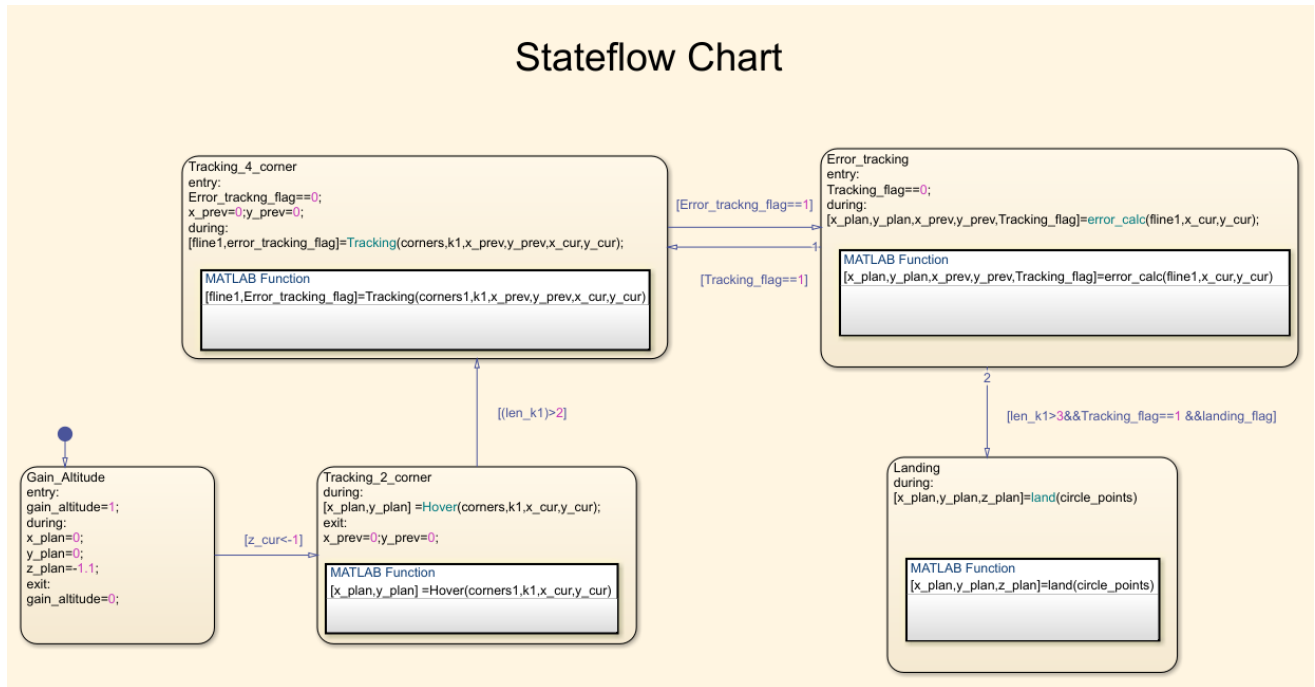 Stateflow Chart
Tracking_4_corner
entry:
Error_trackng_flag==0;
x_prev=0;y_prev=0;
during:
[fline1,error_tracking_flag]=Tracking(corners,k1,x_prev,y_prev,x_cur,y_cur);
MATLAB Function
[fline1,Error_tracking_flag]=Tracking(corners1,k1,x_prev,y_prev,x_cur,y_cur)
[Error_trackng_flag==1]
1
[Tracking_flag==1]
Error_tracking
entry:
Tracking_flag==0;
during:
[x_plan,y_plan,x_prev,y_prev,Tracking_flag]=error_calc(fline1,x_cur,y_cur);
MATLAB Function
[x_plan,y_plan,x_prev,y_prev,Tracking_flag]=error_calc(fline1,x_cur,y_cur)
[(len_k1)>2]
2
[len_k1>3&&Tracking_flag==1 &&landing_flag]
Gain_Altitude
entry:
gain_altitude=1;
during:
x_plan=0;
y_plan=0;
z_plan=-1.1;
exit:
gain_altitude=0;
[z_cur<-1]
Tracking_2_corner
during:
[x_plan,y_plan] =Hover(corners,k1,x_cur,y_cur);
exit:
x_prev=0;y_prev=0;
MATLAB Function
[x_plan,y_plan] =Hover(corners1,k1,x_cur,y_cur)
Landing
during:
[x_plan,y_plan,z_plan]=land(circle_points)
MATLAB Function
[x_plan,y_plan,z_plan]=land(circle_points)